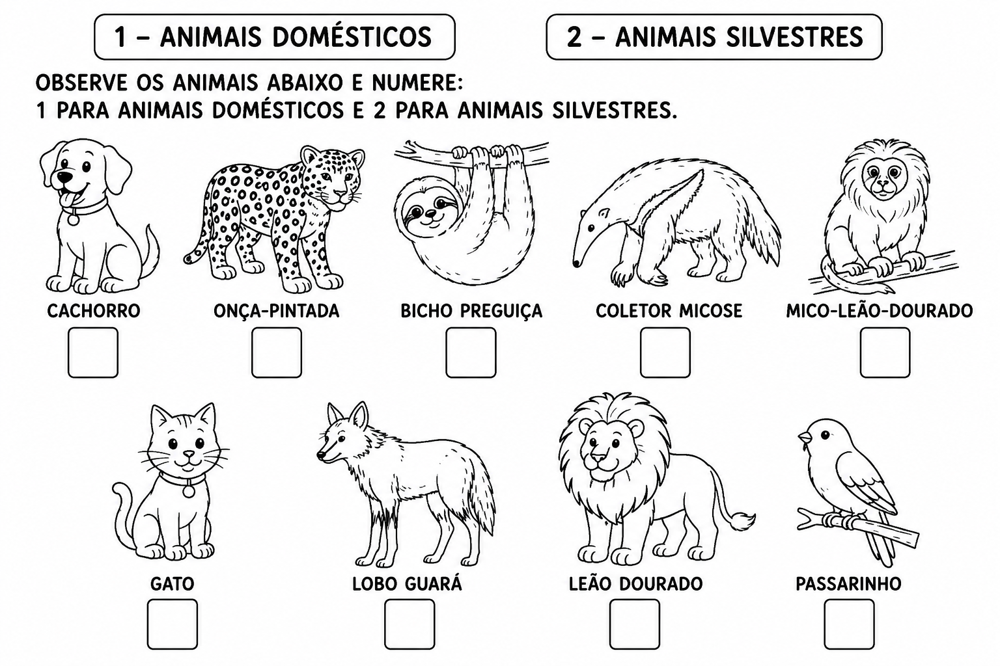 1 – ANIMAIS DOMÉSTICOS
2 – ANIMAIS SILVESTRES
OBSERVE OS ANIMAIS ABAIXO E NUMERE:
1 PARA ANIMAIS DOMÉSTICOS E 2 PARA ANIMAIS SILVESTRES.
CACHORRO
ONÇA-PINTADA
BICHO PREGUIÇA
COLETOR MICOSE
MICO-LEÃO-DOURADO
GATO
LOBO GUARÁ
LEÃO DOURADO
PASSARINHO